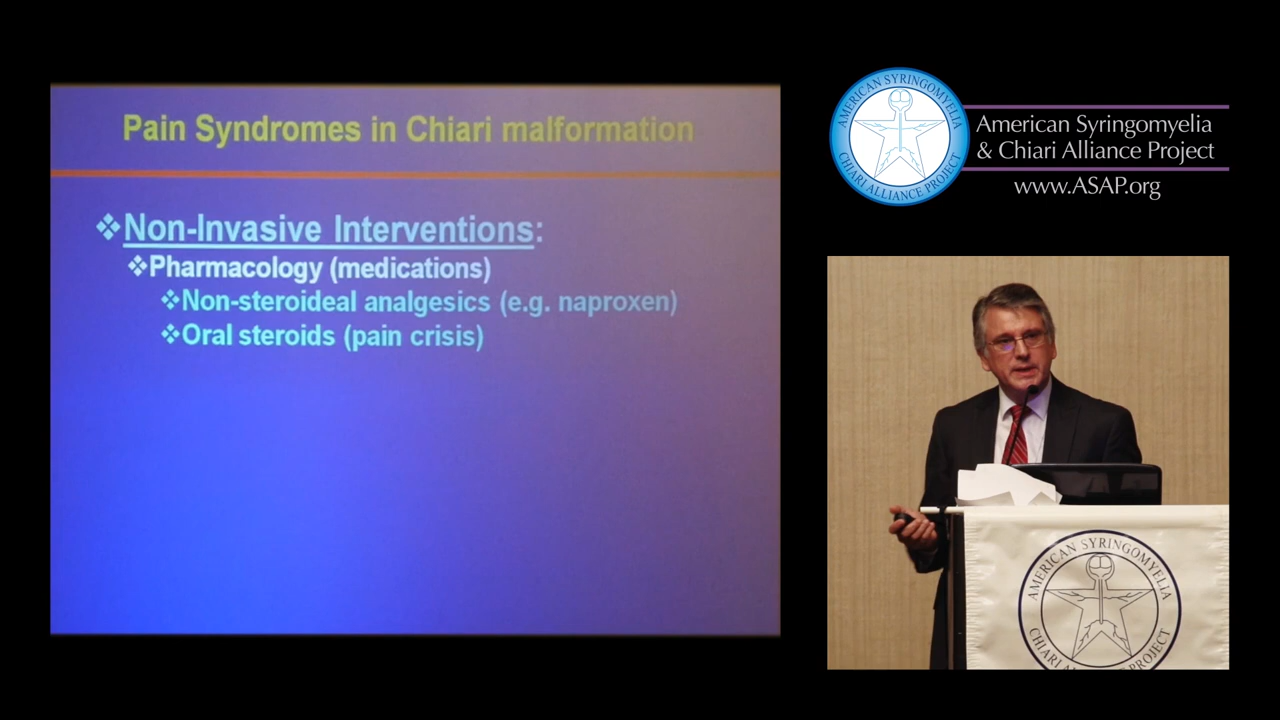 Pain Syndromes in Chiari malformation
❖Non-Invasive Interventions:
❖Pharmacology (medications)
❖Non-steroideal analgesics (e.g. naproxen)
❖Oral steroids (pain crisis)
AMERICAN SYRINGOMYELIA
CHIARI ALLIANCE PROJECT
American Syringomyelia
& Chiari Alliance Project
www.ASAP.org
AMERICAN SYRINGOMYELIA
CHIARI ALLIANCE PROJECT